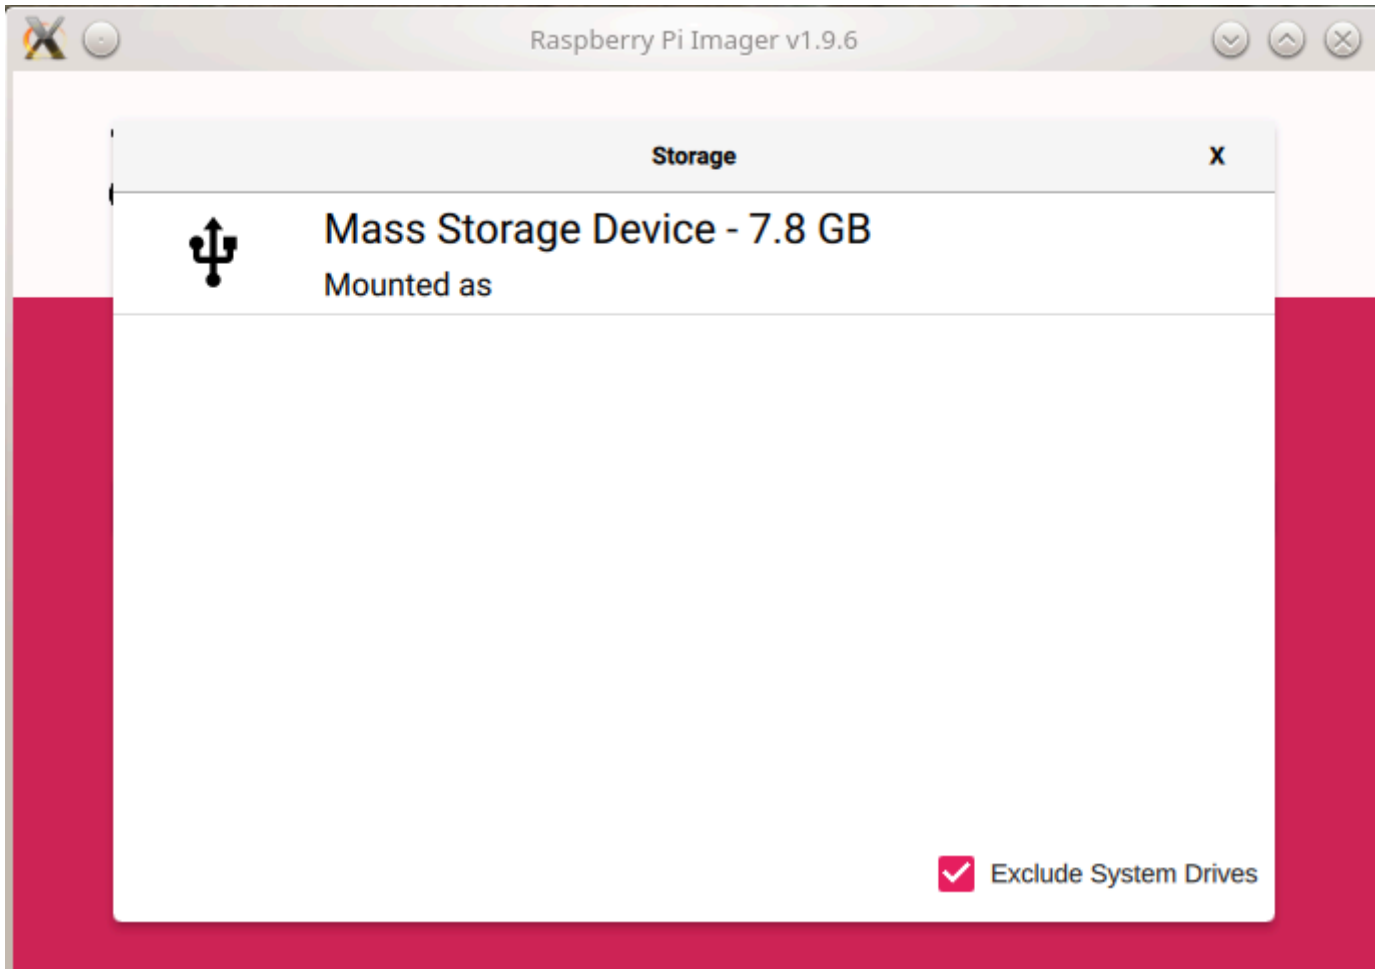 Raspberry Pi Imager v1.9.6
Storage
X
Mass Storage Device - 7.8 GB
Mounted as
Exclude System Drives